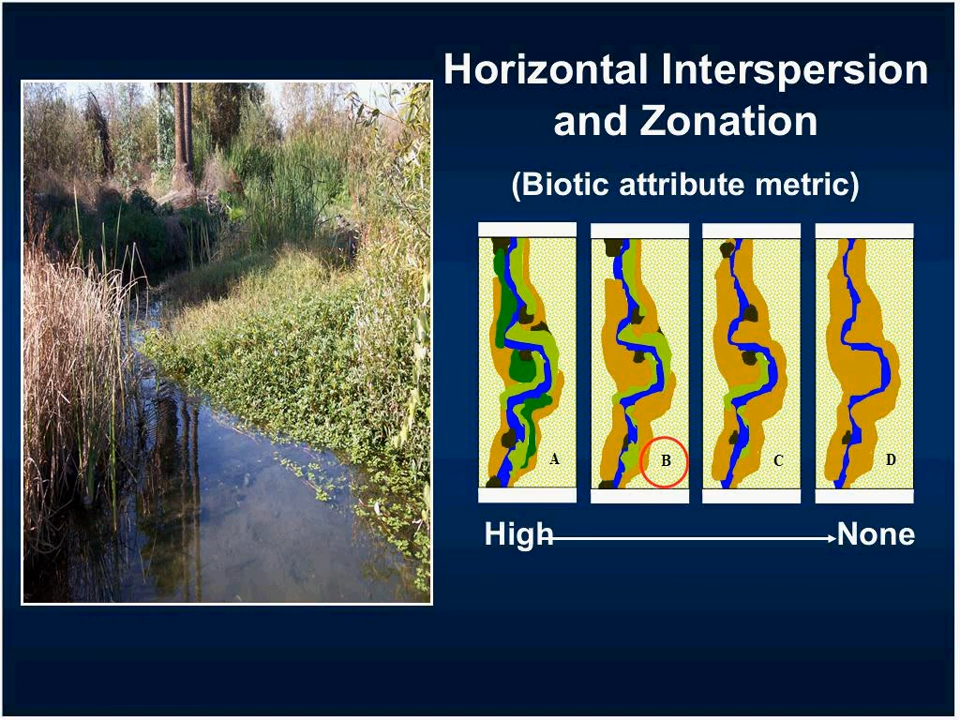 Horizontal Interspersion
and Zonation
(Biotic attribute metric)
A B C D
High None